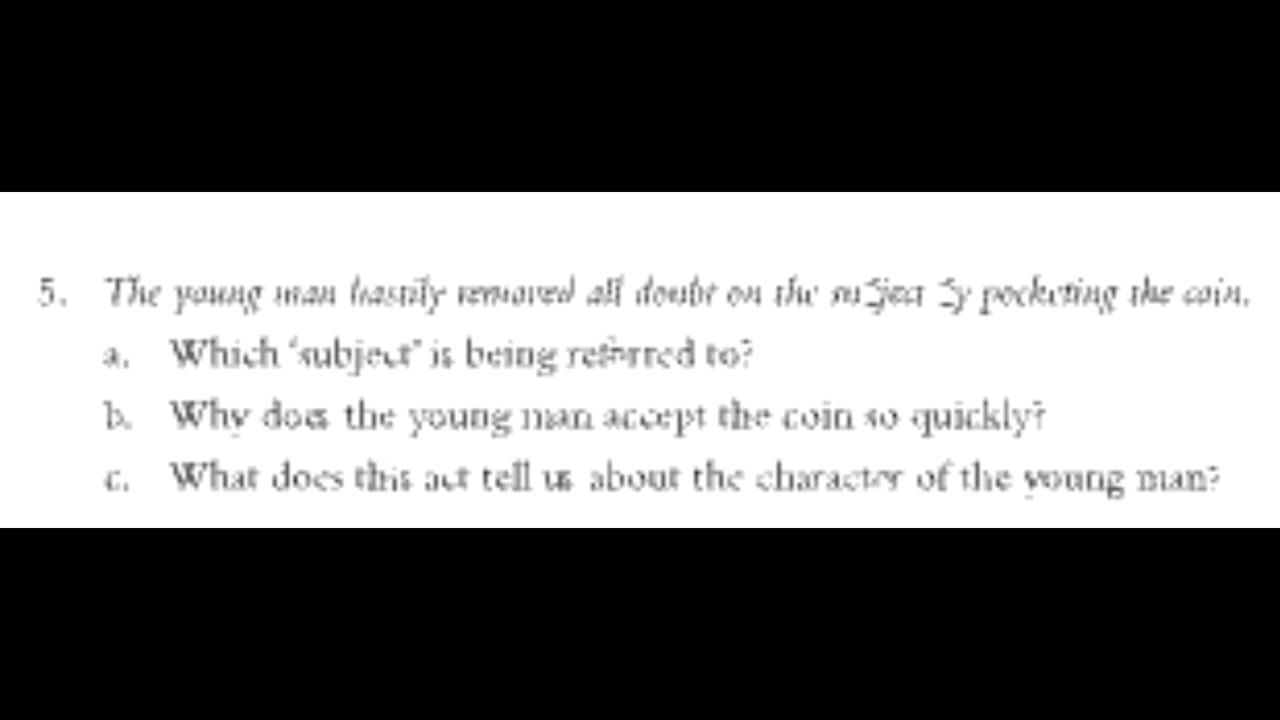 5. The young man hastily removed all doubt on the subject by pocketing the coin.
a. Which 'subject' is being referred to?
b. Why does the young man accept the coin so quickly?
c. What does this act tell us about the character of the young man?